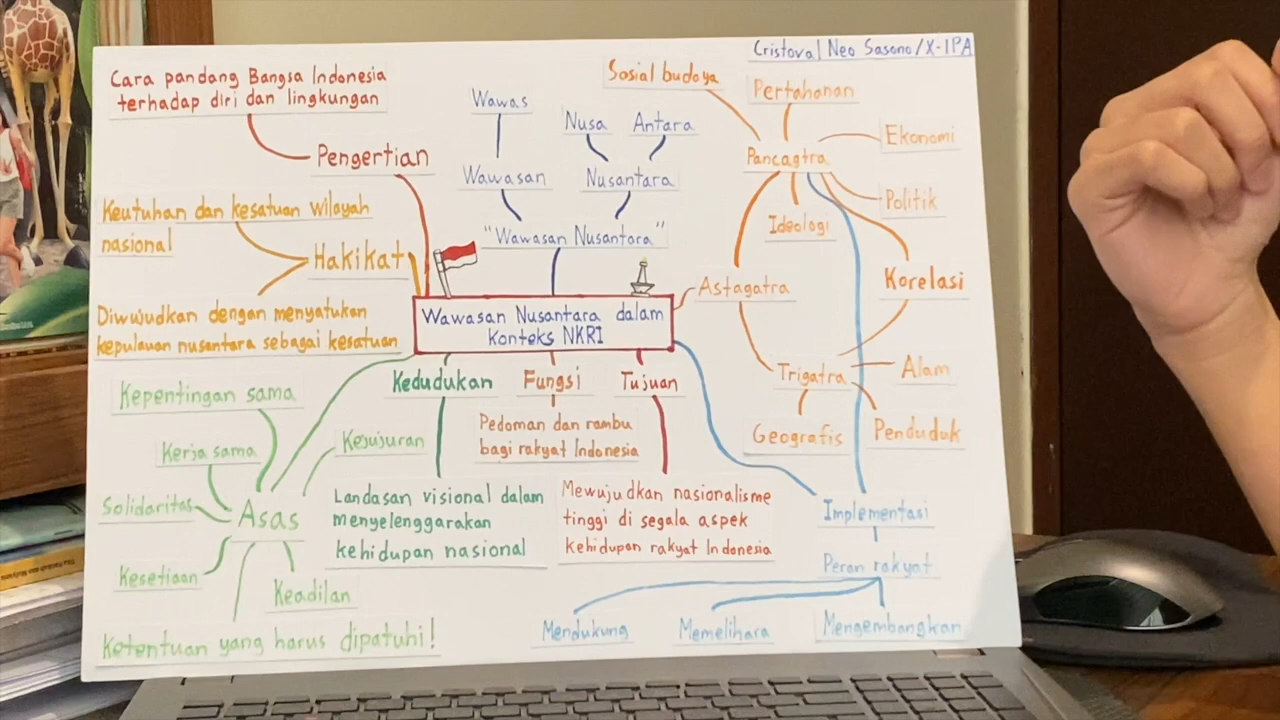 Cristoval Neo Sasono/X-IPA
Cara pandang Bangsa Indonesia
terhadap diri dan lingkungan
Pengertian
Keutuhan dan kesatuan wilayah
nasional
Hakikat
Diwujudkan dengan menyatukan
kepulauan nusantara sebagai kesatuan
Wawas
Nusa
Antara
Wawasan
Nusantara
"Wawasan Nusantara"
Wawasan Nusantara dalam
konteks NKRI
Sosial budaya
Pertahanan
Ekonomi
Pancagtra
Politik
Ideologi
Astagatra
Korelasi
Trigatra
Alam
Geografis
Penduduk
Kedudukan
Landasan visional dalam
menyelenggarakan
kehidupan nasional
Fungsi
Pedoman dan rambu
bagi rakyat Indonesia
Tujuan
Mewujudkan nasionalisme
tinggi di segala aspek
kehidupan rakyat Indonesia
Kepentingan sama
Kerja sama
Kejujuran
Solidaritas
Asas
Kesetiaan
Keadilan
Ketentuan yang harus dipatuhi!
Implementasi
Peran rakyat
Mendukung
Memelihara
Mengembangkan